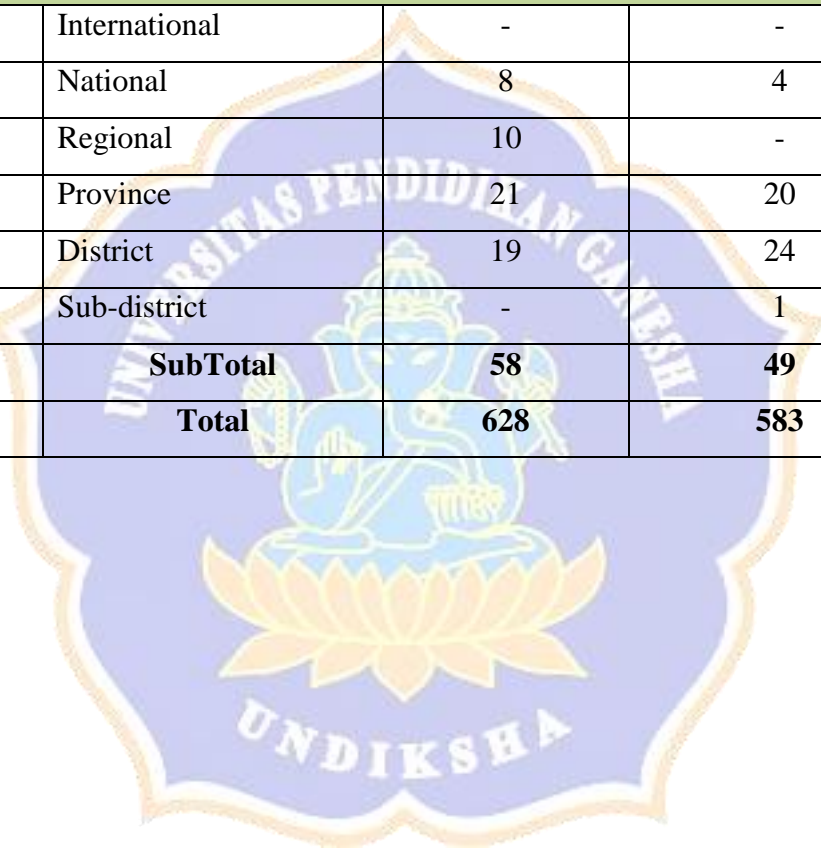 International - -
National 8 4
Regional 10 -
Province 21 20
District 19 24
Sub-district - 1
SubTotal 58 49
Total 628 583
UNIVERSITAS PENDIDIKAN GANESHA
UNDIKSHA